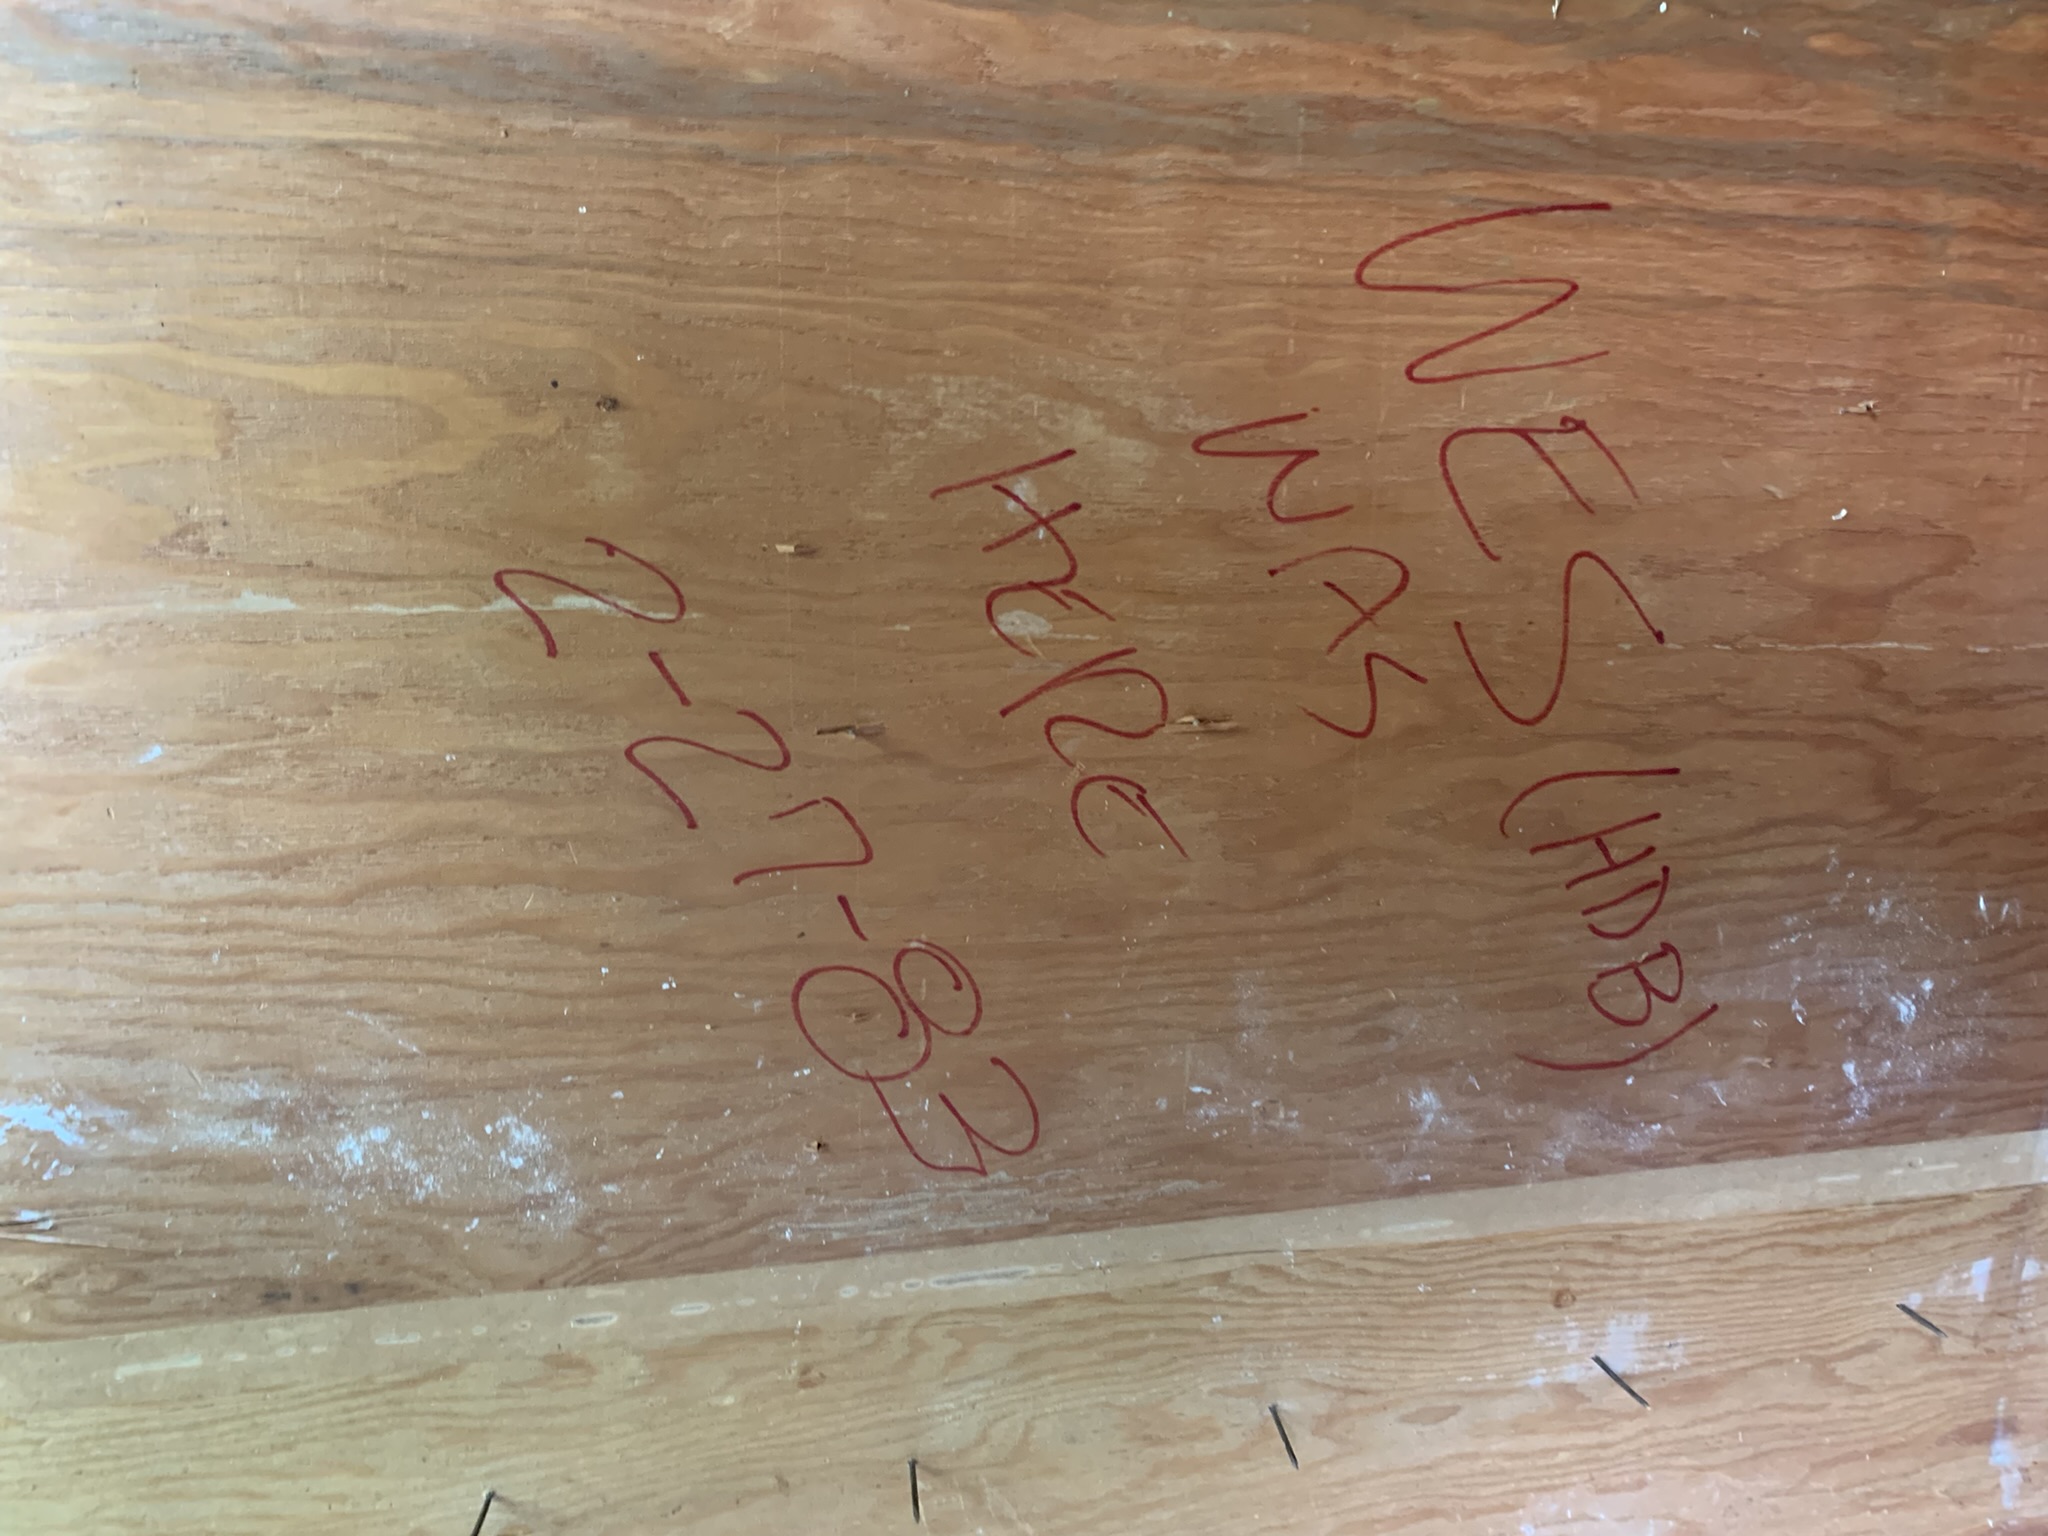 WES (HDB)
WAS
HERE
2-27-83